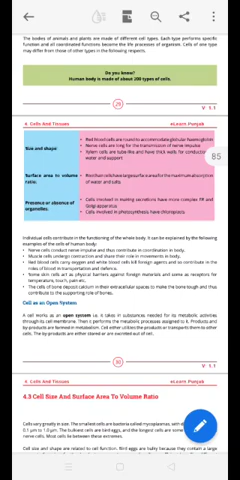 The bodies of animals and plants are made of different cell types. Each type performs specific
function and all coordinated functions become the life processes of organism. Cells of one type
may differ from those of other types in the following respects.
Do you know?
Human body is made of about 200 types of cells.
29
V : 1.1
4. Cells And Tissues
eLearn Punjab
85
Size and shape:
• Red blood cells are round to accommodate globular haemoglobin
• Nerve cells are long for the transmission of nerve impulse
• Xylem cells are tube-like and have thick walls for conduction of
water and support
Surface area to volume
ratio:
• Root hair cells have large surface area for the maximum absorption
of water and salts
Presence or absence of
organelles:
• Cells involved in making secretions have more complex ER and
Golgi apparatus
• Cells involved in photosynthesis have chloroplasts
Individual cells contribute in the functioning of the whole body. It can be explained by the following
examples of the cells of human body:
• Nerve cells conduct nerve impulse and thus contribute in coordination in body.
• Muscle cells undergo contraction and share their role in movements in body.
• Red blood cells carry oxygen and white blood cells kill foreign agents and so contribute in the
roles of blood in transportation and defence.
• Some skin cells act as physical barriers against foreign materials and some as receptors for
temperature, touch, pain etc.
• The cells of bone deposit calcium in their extracellular spaces to make the bone tough and thus
contribute to the supporting role of bones.
Cell as an Open System
A cell works as an open system i.e. it takes in substances needed for its metabolic activities
through its cell membrane. Then it performs the metabolic processes assigned to it. Products and
by-products are formed in metabolism. Cell either utilizes the products or transports them to other
cells. The by-products are either stored or are excreted out of cell.
30
V : 1.1
4. Cells And Tissues
eLearn Punjab
4.3 Cell Size And Surface Area To Volume Ratio
Cells vary greatly in size. The smallest cells are bacteria called mycoplasmas, with
0.1 µm to 1.0 µm. The bulkiest cells are bird eggs, and the longest cells are some
nerve cells. Most cells lie between these extremes.
Cell size and shape are related to cell function. Bird eggs are bulky because they contain a large